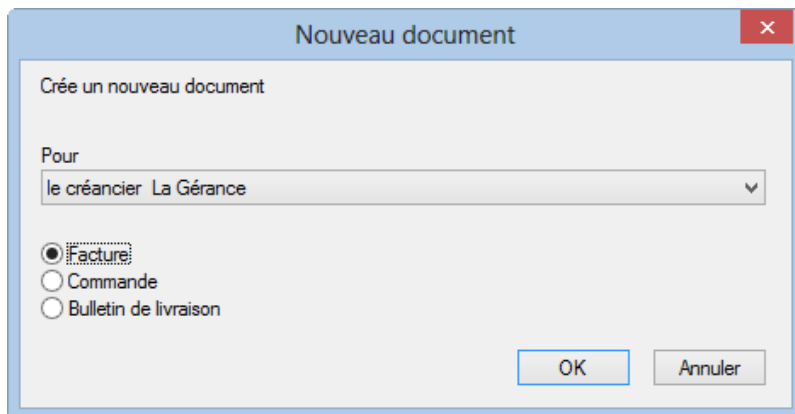 Nouveau document
Crée un nouveau document
Pour
le créancier La Gérance
Facture
Commande
Bulletin de livraison
OK Annuler